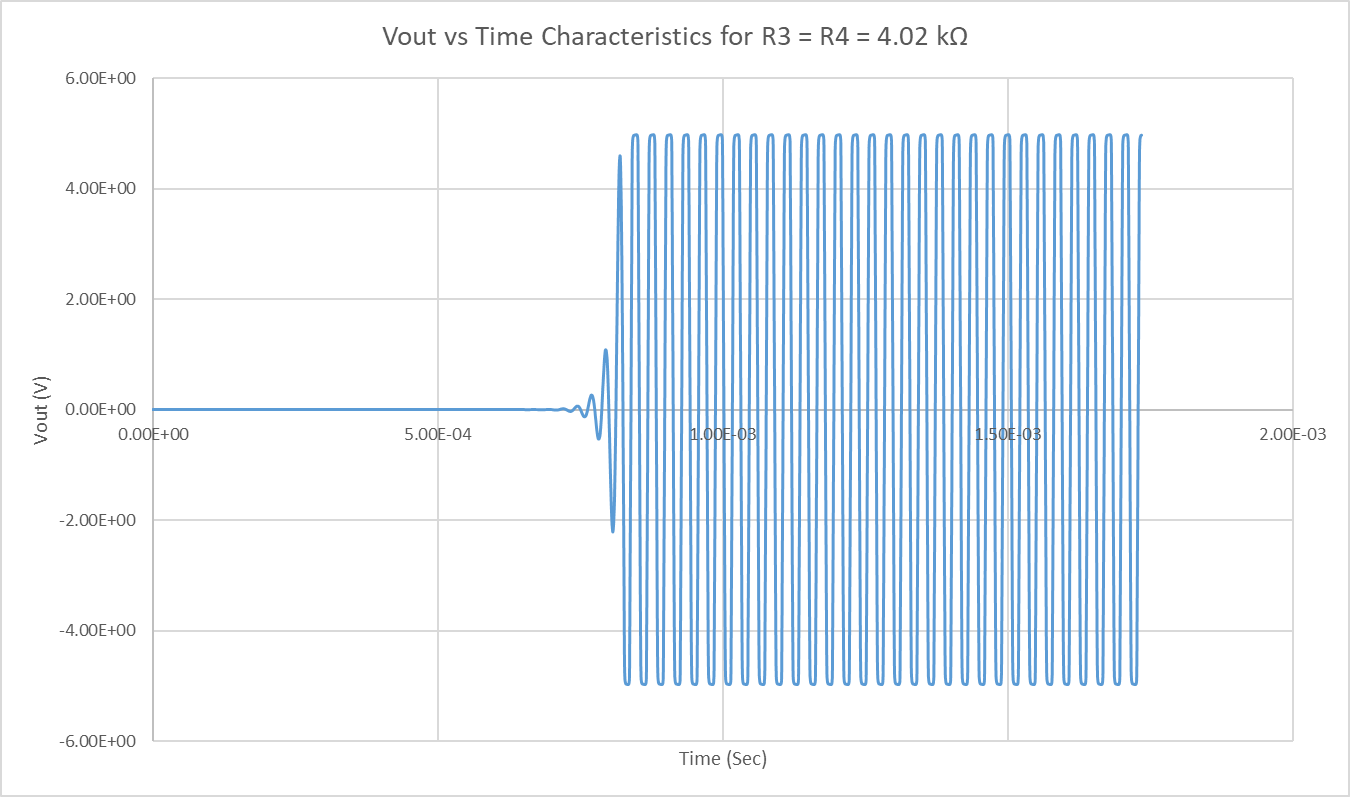 Vout vs Time Characteristics for R3 = R4 = 4.02 kΩ
6.00E+00
4.00E+00
2.00E+00
0.00E+00
-2.00E+00
-4.00E+00
-6.00E+00
Vout (V)
0.00E+00 5.00E-04 1.00E-03 1.50E-03 2.00E-03
Time (Sec)